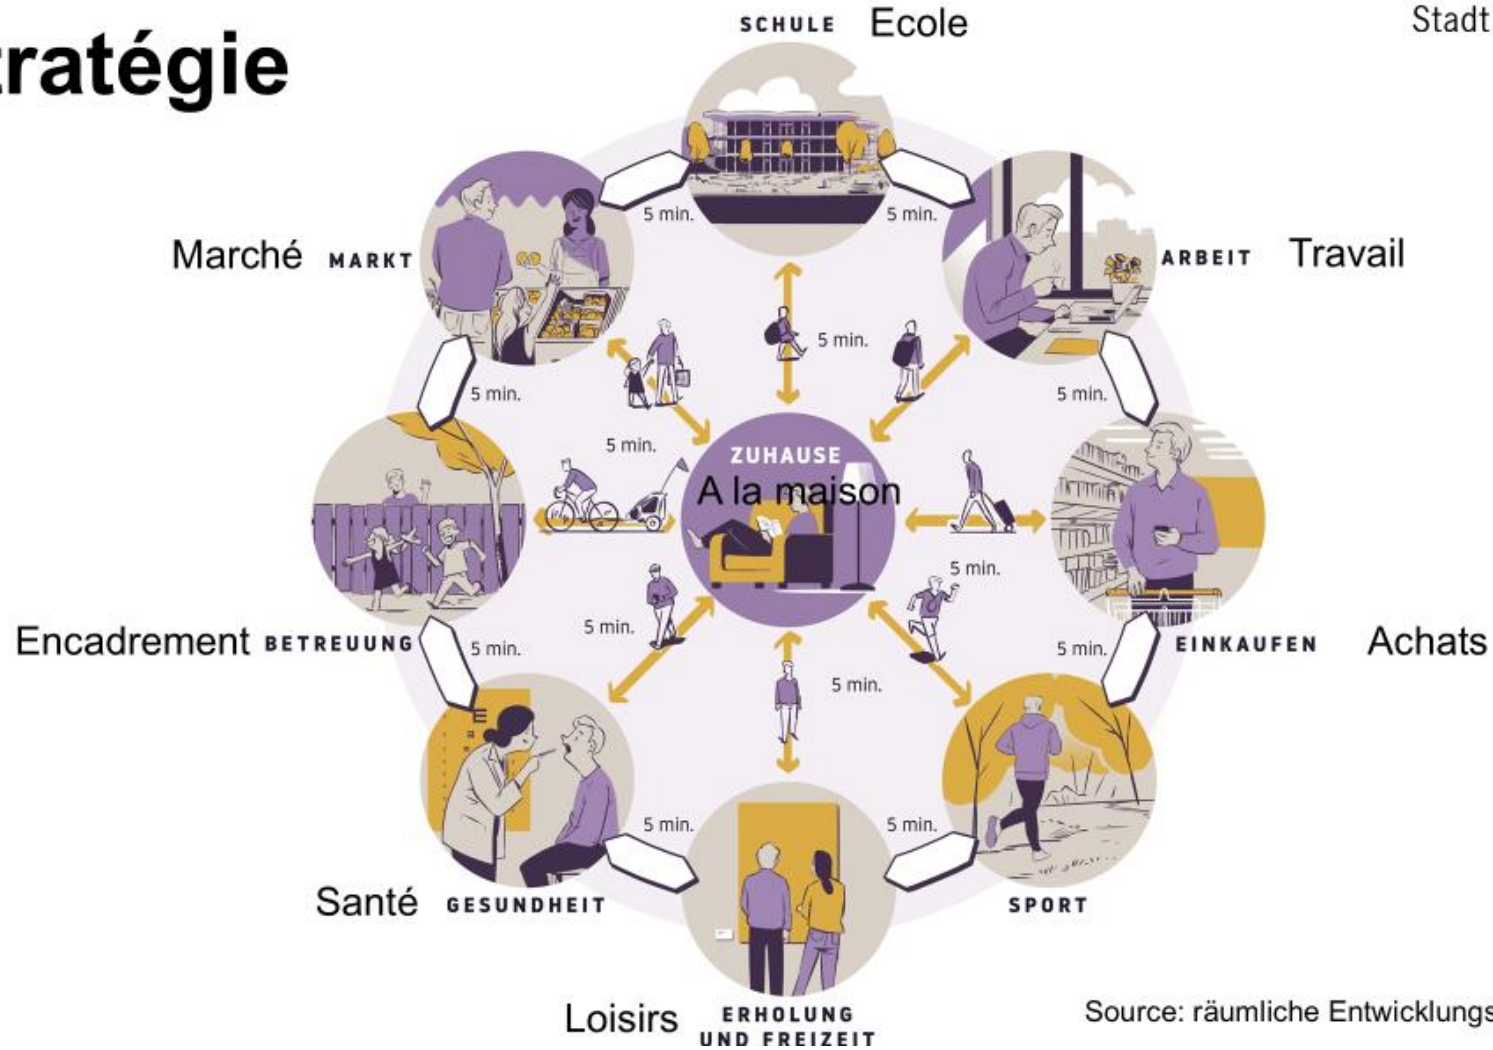 SCHULE Ecole
Stadt
tratégie
5 min. 5 min.
Marché MARKT
ARBEIT Travail
5 min.
5 min.
5 min.
5 min.
ZUHAUSE
A la maison
5 min.
5 min.
5 min.
Encadrement BETREUUNG
5 min.
5 min.
EINKAUFEN Achats
5 min.
5 min.
5 min.
Santé GESUNDHEIT
SPORT
Loisirs ERHOLUNG
UND FREIZEIT
Source: räumliche Entwicklungs